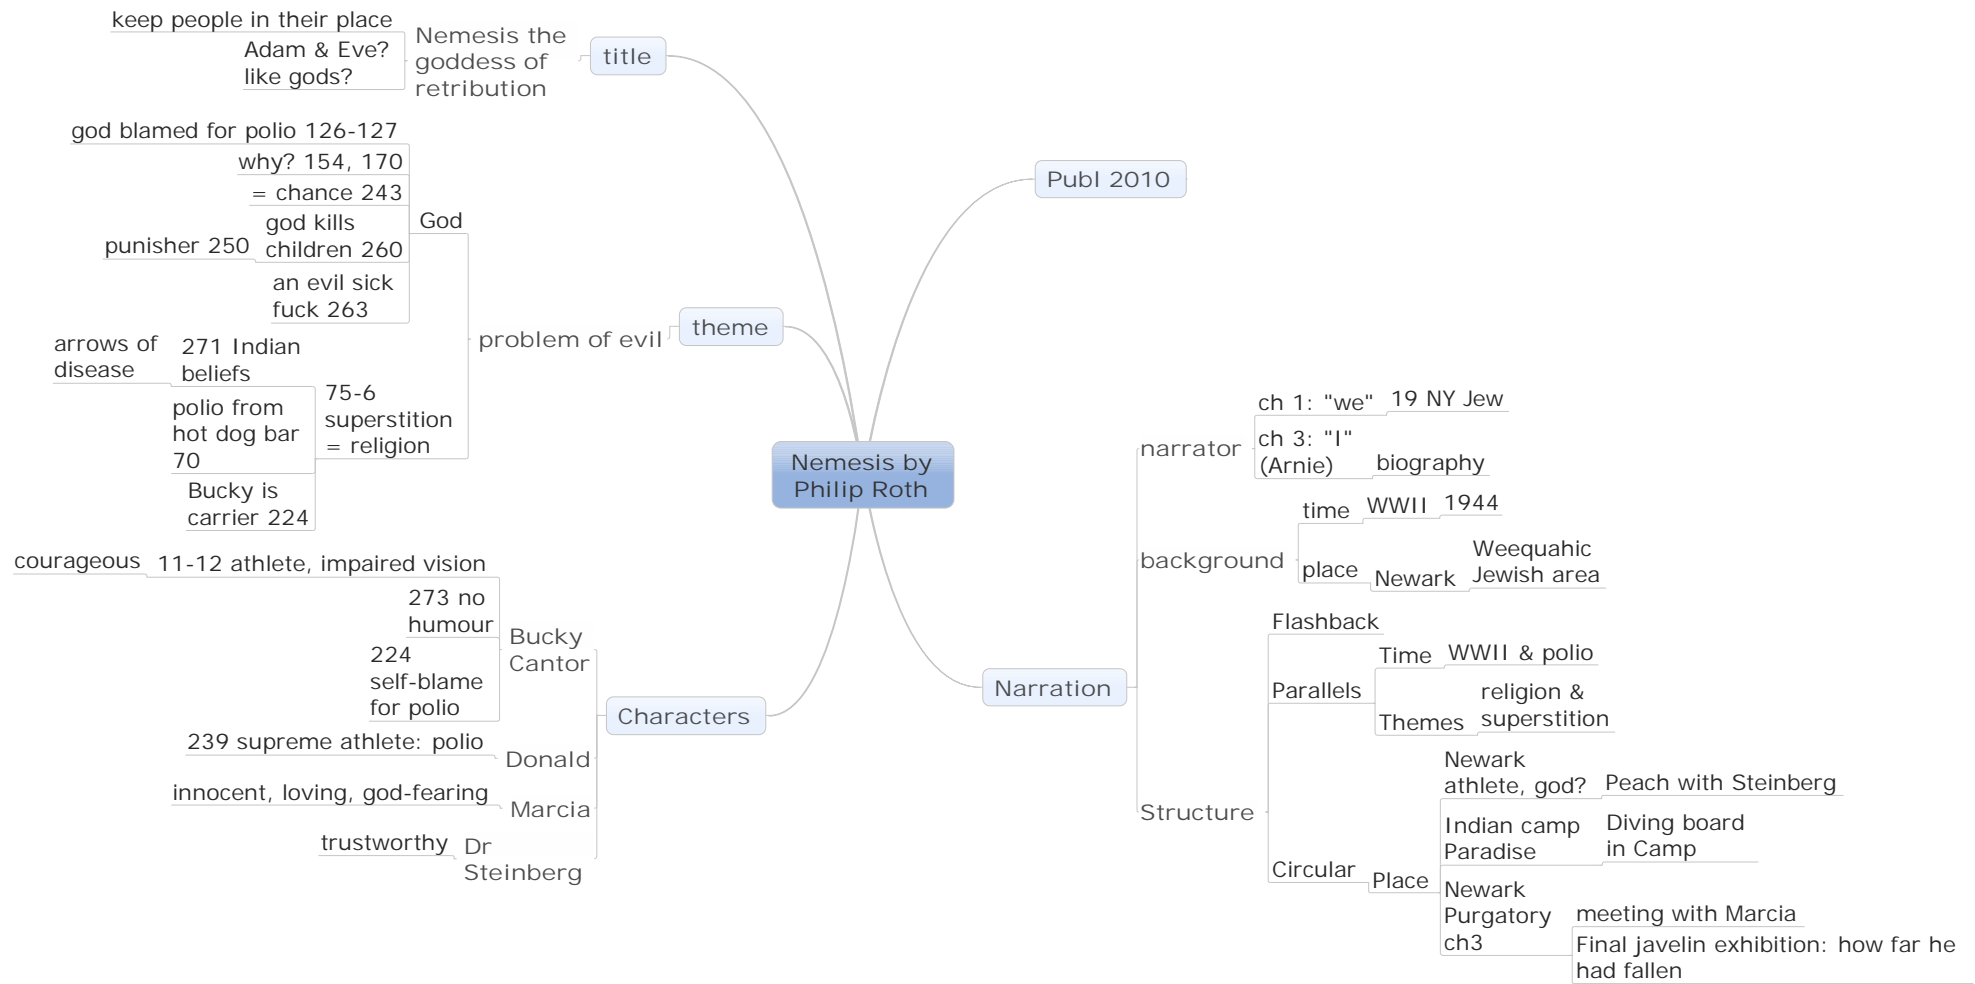 keep people in their place
Adam & Eve?
like gods?
Nemesis the
goddess of
retribution
title
god blamed for polio 126-127
why? 154, 170
= chance 243
god kills
children 260
punisher 250
an evil sick
fuck 263
God
problem of evil
theme
arrows of
disease
271 Indian
beliefs
polio from
hot dog bar
70
Bucky is
carrier 224
75-6
superstition
= religion
courageous
11-12 athlete, impaired vision
273 no
humour
224
self-blame
for polio
Bucky
Cantor
239 supreme athlete: polio
Donald
innocent, loving, god-fearing
Marcia
trustworthy
Dr
Steinberg
Characters
Nemesis by
Philip Roth
Publ 2010
Narration
narrator
ch 1: "we"
19 NY Jew
ch 3: "I"
(Arnie)
biography
background
time
WWII
1944
place
Newark
Weequahic
Jewish area
Structure
Flashback
Parallels
Time
WWII & polio
Themes
religion &
superstition
Circular
Place
Newark
athlete, god?
Peach with Steinberg
Indian camp
Paradise
Diving board
in Camp
Newark
Purgatory
ch3
meeting with Marcia
Final javelin exhibition: how far he
had fallen